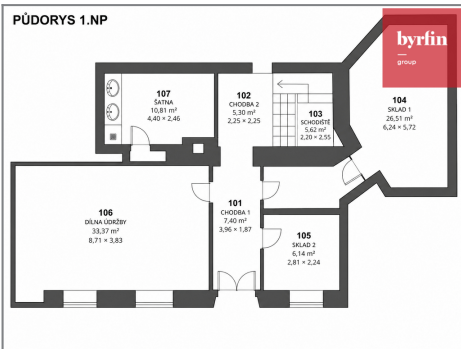 PŮDORYS 1.NP
byrfin
group
107
ŠATNA
10,81 m²
4,40 × 2,46
102
CHODBA 2
5,30 m²
2,25 × 2,25
103
SCHODIŠTĚ
5,62 m²
2,20 × 2,55
104
SKLAD 1
26,51 m²
6,24 × 5,72
106
DÍLNA ÚDRŽBY
33,37 m²
8,71 × 3,83
101
CHODBA 1
7,40 m²
3,96 × 1,87
105
SKLAD 2
6,14 m²
2,81 × 2,24